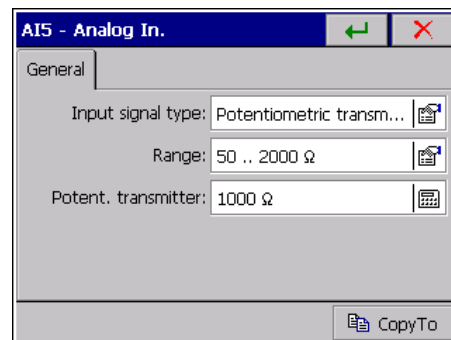 AI5 - Analog In.
General
Input signal type: Potentiometric transm...
Range: 50 .. 2000 Ω
Potent. transmitter: 1000 Ω
CopyTo